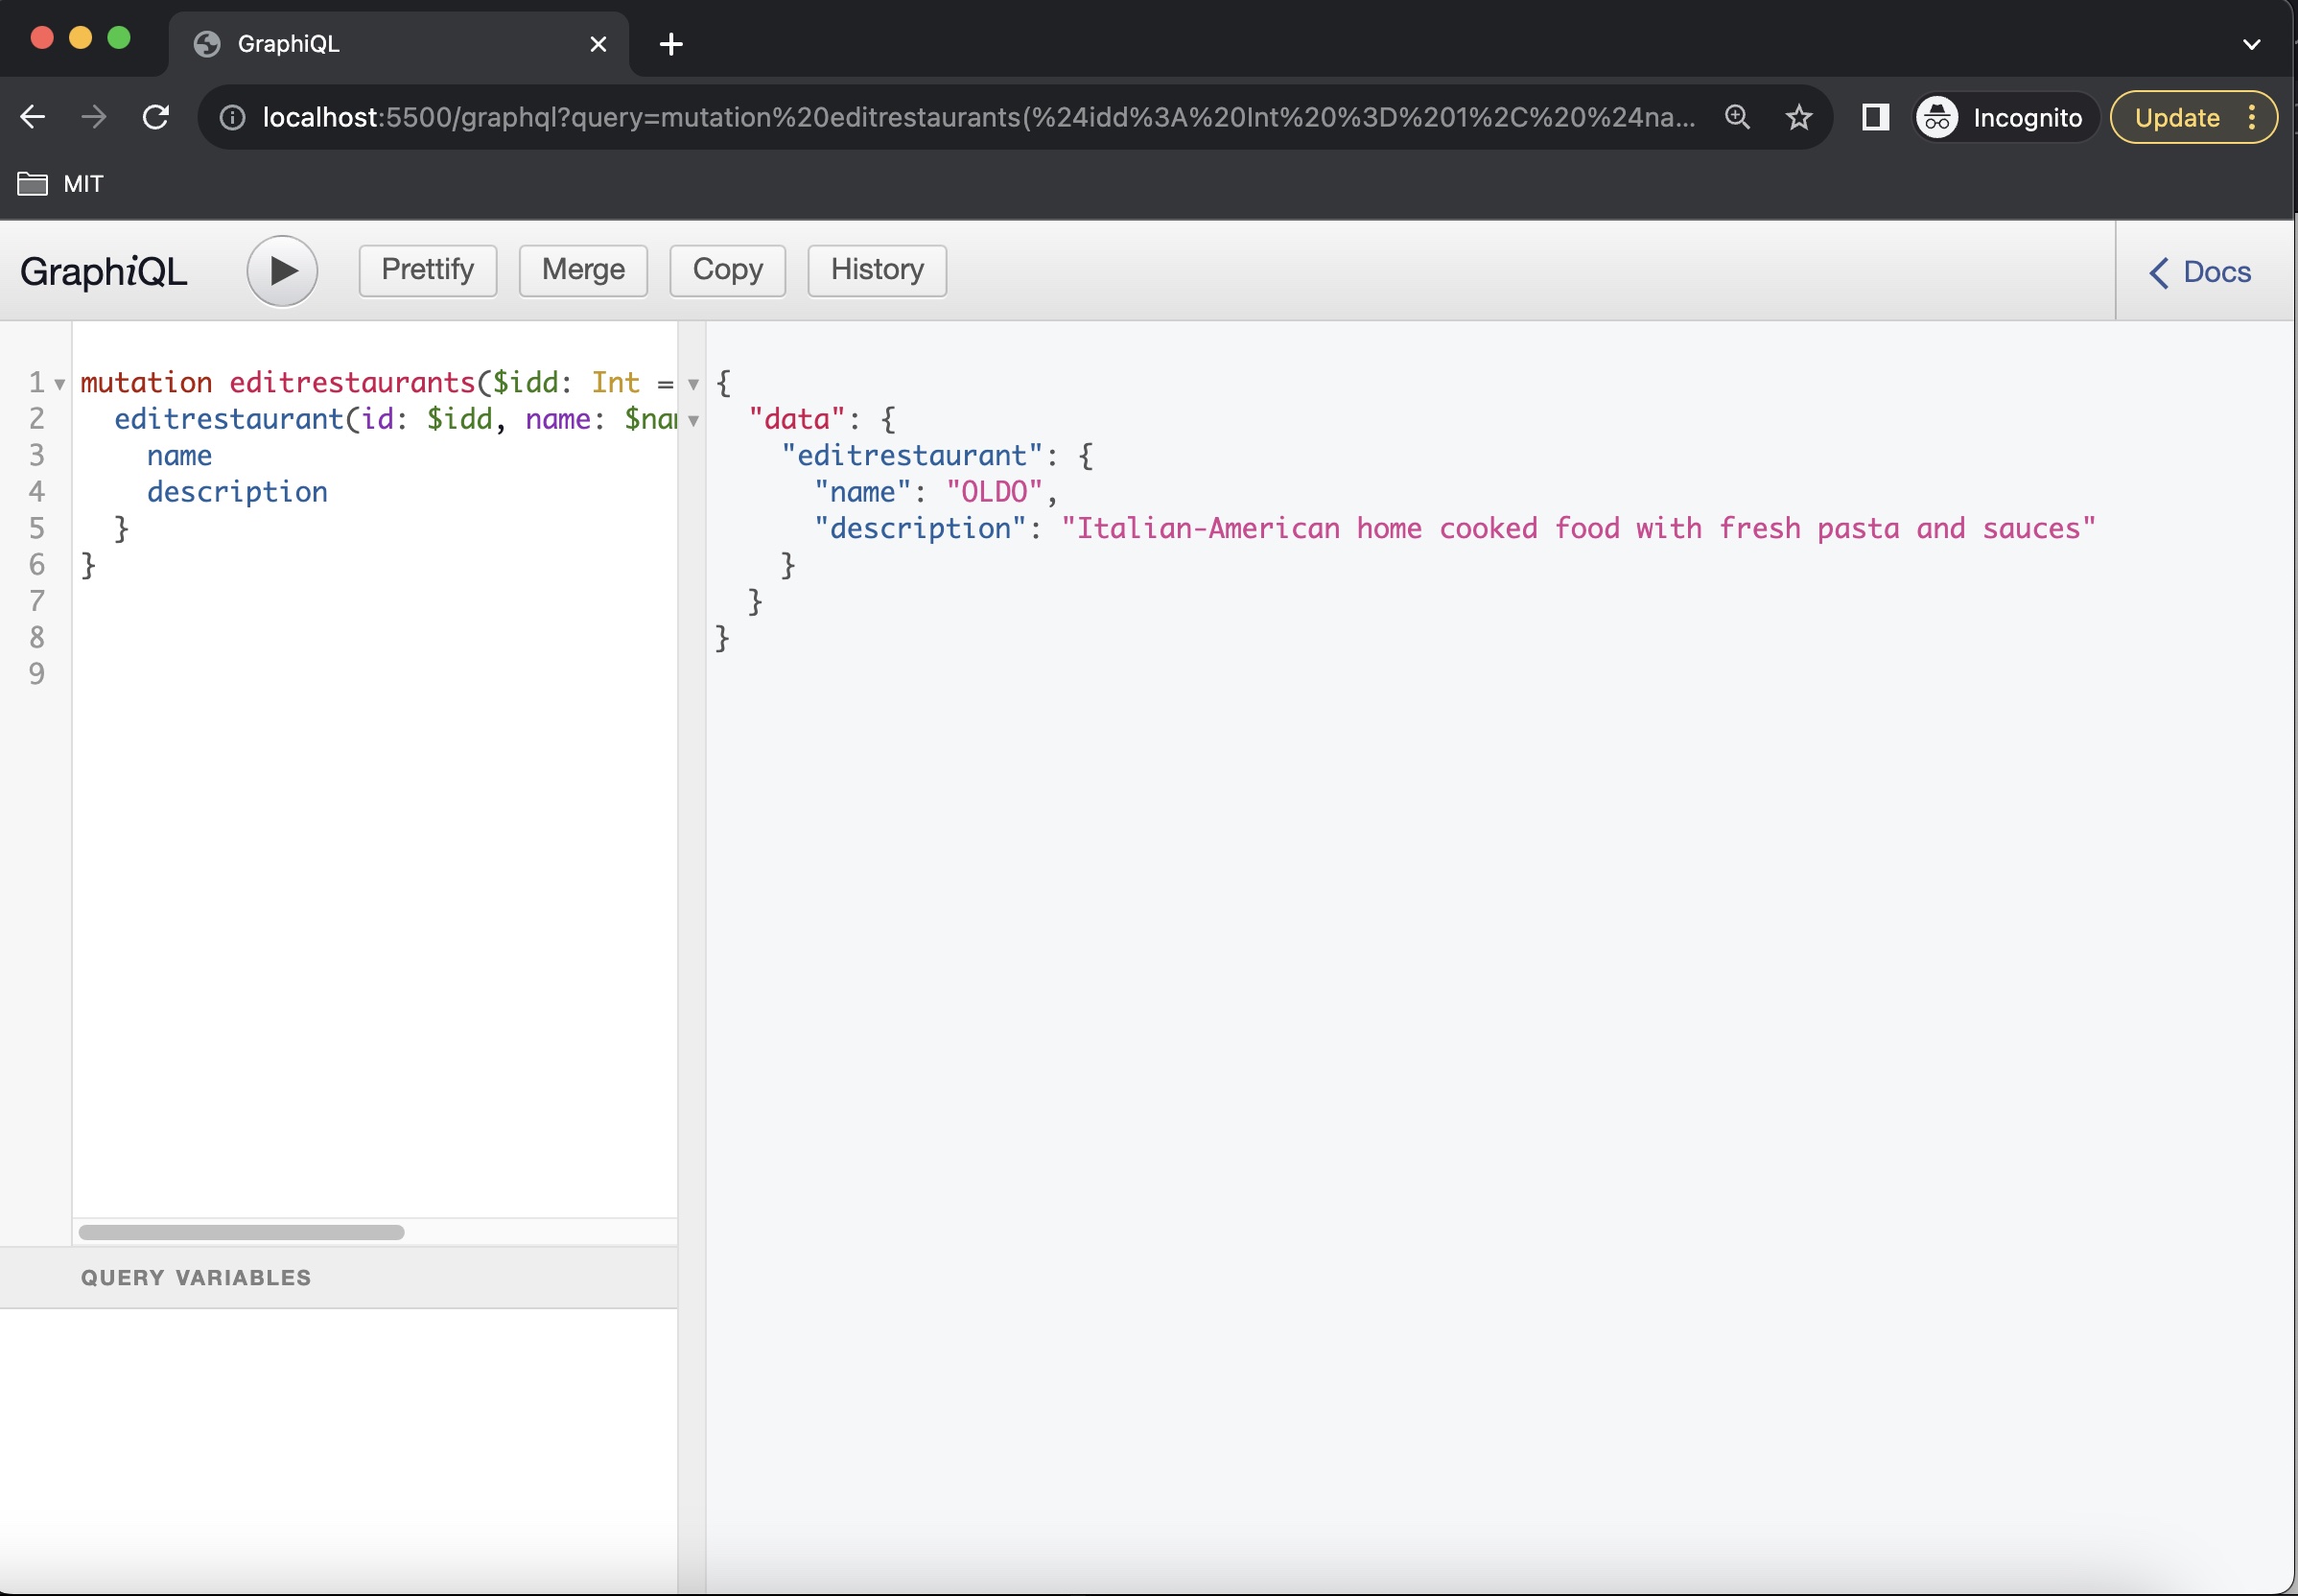 GraphiQL
localhost:5500/graphql?query=mutation%20editrestaurants(%24idd%3A%20Int%20%3D%201%2C%20%24na...
Incognito
Update
MIT
GraphiQL
Prettify
Merge
Copy
History
Docs
1 mutation editrestaurants($idd: Int =
2 editrestaurant(id: $idd, name: $nam
3 name
4 description
5 }
6 }
7
8
9
QUERY VARIABLES
{
"data": {
"editrestaurant": {
"name": "OLDO",
"description": "Italian-American home cooked food with fresh pasta and sauces"
}
}
}